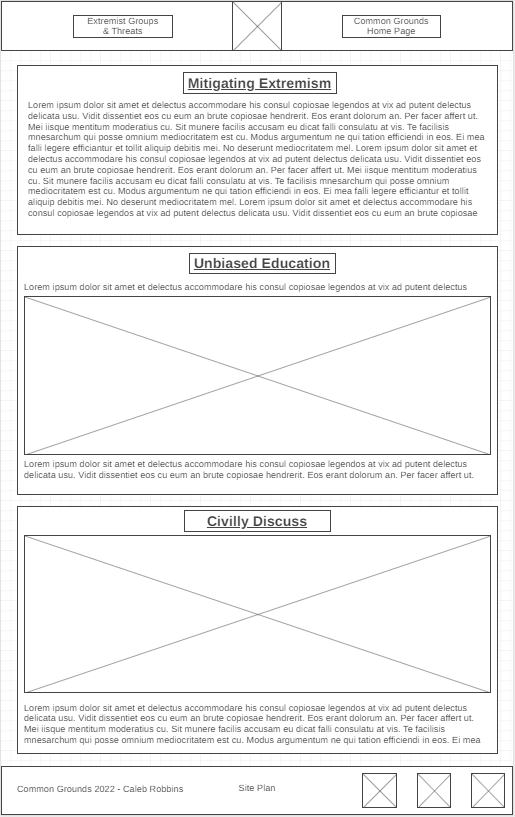 Extremist Groups
& Threats
Common Grounds
Home Page
Mitigating Extremism
Lorem ipsum dolor sit amet et delectus accommodare his consul copiosae legendos at vix ad putent delectus
delicata usu. Vidit dissentiet eos cu eum an brute copiosae hendrerit. Eos erant dolorum an. Per facer affert ut.
Mei iisque mentitum moderatius cu. Sit munere facilis accusam eu dicat falli consulatu at vis. Te facilisis
mnesarchum qui posse omnium mediocritatem est cu. Modus argumentum ne qui tation efficiendi in eos. Ei mea
falli legere efficiantur et tollit aliquip debitis mei. No deserunt mediocritatem mel. Lorem ipsum dolor sit amet et
delectus accommodare his consul copiosae legendos at vix ad putent delectus delicata usu. Vidit dissentiet eos
cu eum an brute copiosae hendrerit. Eos erant dolorum an. Per facer affert ut. Mei iisque mentitum moderatius
cu. Sit munere facilis accusam eu dicat falli consulatu at vis. Te facilisis mnesarchum qui posse omnium
mediocritatem est cu. Modus argumentum ne qui tation efficiendi in eos. Ei mea falli legere efficiantur et tollit
aliquip debitis mei. No deserunt mediocritatem mel. Lorem ipsum dolor sit amet et delectus accommodare his
consul copiosae legendos at vix ad putent delectus delicata usu. Vidit dissentiet eos cu eum an brute copiosae
Unbiased Education
Lorem ipsum dolor sit amet et delectus accommodare his consul copiosae legendos at vix ad putent delectus
Lorem ipsum dolor sit amet et delectus accommodare his consul copiosae legendos at vix ad putent delectus
delicata usu. Vidit dissentiet eos cu eum an brute copiosae hendrerit. Eos erant dolorum an. Per facer affert ut.
Civilly Discuss
Lorem ipsum dolor sit amet et delectus accommodare his consul copiosae legendos at vix ad putent delectus
delicata usu. Vidit dissentiet eos cu eum an brute copiosae hendrerit. Eos erant dolorum an. Per facer affert ut.
Mei iisque mentitum moderatius cu. Sit munere facilis accusam eu dicat falli consulatu at vis. Te facilisis
mnesarchum qui posse omnium mediocritatem est cu. Modus argumentum ne qui tation efficiendi in eos. Ei mea
Common Grounds 2022 - Caleb Robbins
Site Plan